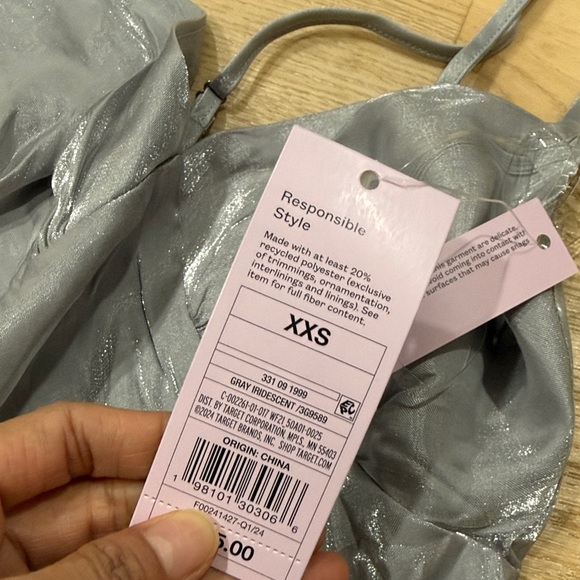 Responsible
Style
Made with at least 20%
recycled polyester (exclusive
of trimmings, ornamentation,
interlinings and linings). See
item for full fiber content.
XXS
331 09 1999
GRAY IRIDESCENT /3G9589
C-002261-01-017 WF21 50A01-0025
DIST. BY TARGET CORPORATION, MPLS, MN 55403
©2024 TARGET BRANDS, INC. SHOP TARGET.COM
ORIGIN: CHINA
1 98101 30306 6
F00241427-Q1/24
5.00
garment are delicate,
coming into contact with
surfaces that may cause snags